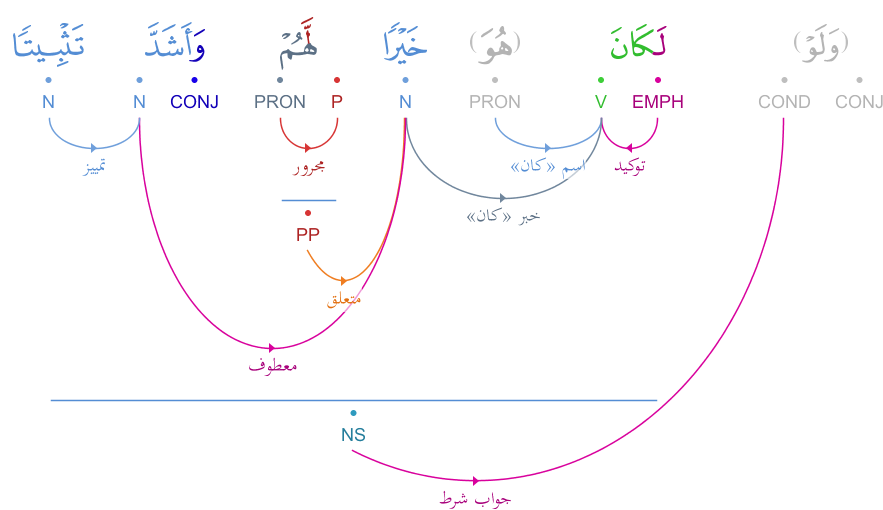 (وَلَوْ) لَكَانَ (هُوَ) خَيْرًا لَّهُمْ وَأَشَدَّ تَثْبِيتًا
N N CONJ PRON P N PRON V EMPH COND CONJ
تمييز مجرور اسم «كان» توكيد
خبر «كان»
PP
متعلق
معطوف
NS
جواب شرط